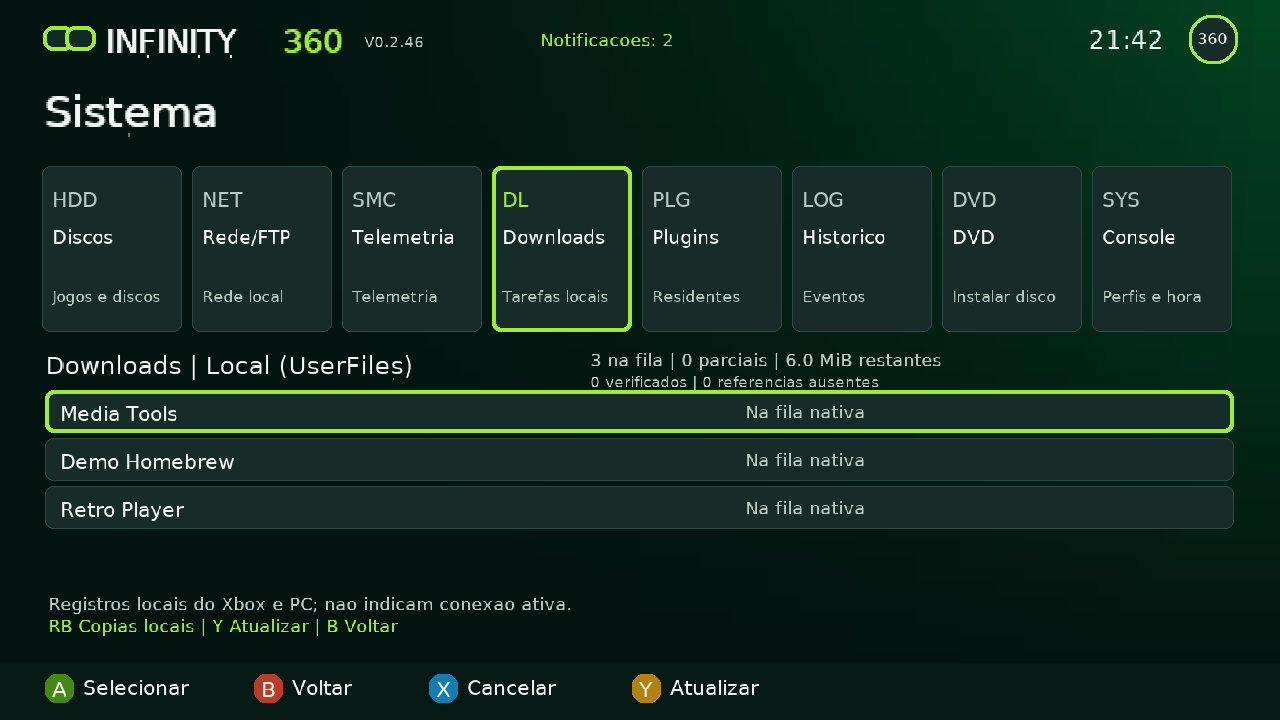 INFINITY 360 V0.2.46 Notificacoes: 2 21:42 360
Sistema
HDD NET SMC DL PLG LOG DVD SYS
Discos Rede/FTP Telemetria Downloads Plugins Historico DVD Console
Jogos e discos Rede local Telemetria Tarefas locais Residentes Eventos Instalar disco Perfis e hora
Downloads | Local (UserFiles) 3 na fila | 0 parciais | 6.0 MiB restantes
0 verificados | 0 referencias ausentes
Media Tools Na fila nativa
Demo Homebrew Na fila nativa
Retro Player Na fila nativa
Registros locais do Xbox e PC; nao indicam conexao ativa.
RB Copias locais | Y Atualizar | B Voltar
A Selecionar B Voltar X Cancelar Y Atualizar